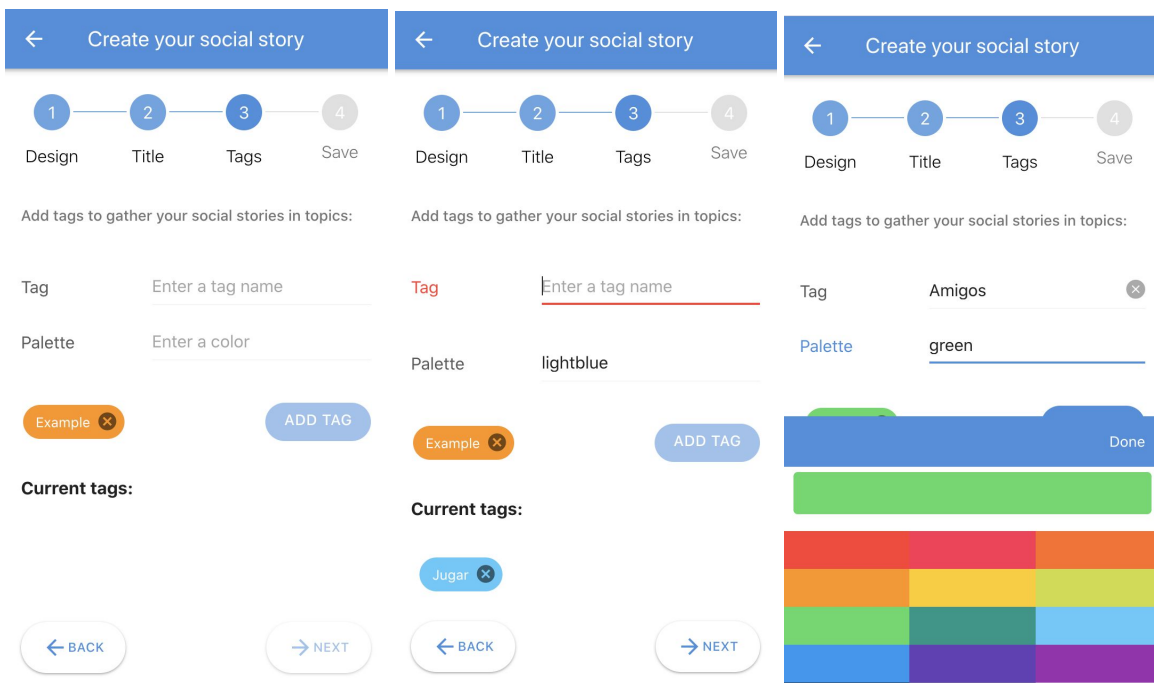 Create your social story
1 2 3 4
Design Title Tags Save
Add tags to gather your social stories in topics:
Tag Enter a tag name
Palette Enter a color
Example ADD TAG
Current tags:
BACK NEXT
Create your social story
1 2 3 4
Design Title Tags Save
Add tags to gather your social stories in topics:
Tag Enter a tag name
Palette lightblue
Example ADD TAG
Current tags:
Jugar
BACK NEXT
Create your social story
1 2 3 4
Design Title Tags Save
Add tags to gather your social stories in topics:
Tag Amigos
Palette green
Done